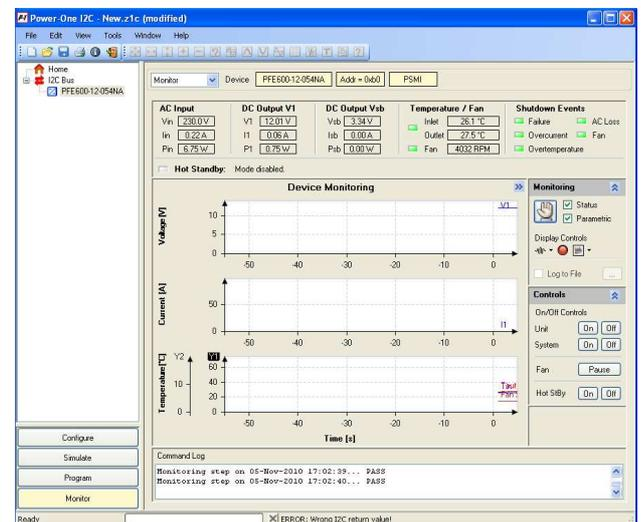 Power-One I2C - New.z1c (modified)
File Edit View Tools Window Help
Home
I2C Bus
PFE600-12-054NA
Monitor Device PFE600-12-054NA Addr = 0xb0 PSMI
AC Input DC Output V1 DC Output Vsb Temperature / Fan Shutdown Events
Vin 230.0 V V1 12.01 V Vsb 3.34 V Inlet 26.1 °C Failure AC Loss
Iin 0.22 A I1 0.06 A Isb 0.00 A Outlet 27.5 °C Overcurrent Fan
Pin 6.75 W P1 0.75 W Psb 0.00 W Fan 4032 RPM Overtemperature
Hot Standby: Mode disabled.
Device Monitoring
Voltage [V]
10
5
0
-50 -40 -30 -20 -10 0
V1
Current [A]
50
0
-50 -40 -30 -20 -10 0
I1
Temperature [°C]
Y2 Y1
60
10 40
20
0 0
-50 -40 -30 -20 -10 0
Time [s]
Monitoring
Status
Parametric
Display Controls
Log to File ...
Controls
On/Off Controls
Unit On Off
System On Off
Fan Pause
Hot StBy On Off
Configure
Simulate
Program
Monitor
Command Log
Monitoring step on 05-Nov-2010 17:02:39... PASS
Monitoring step on 05-Nov-2010 17:02:40... PASS
Ready ERROR: Wrong I2C return value!